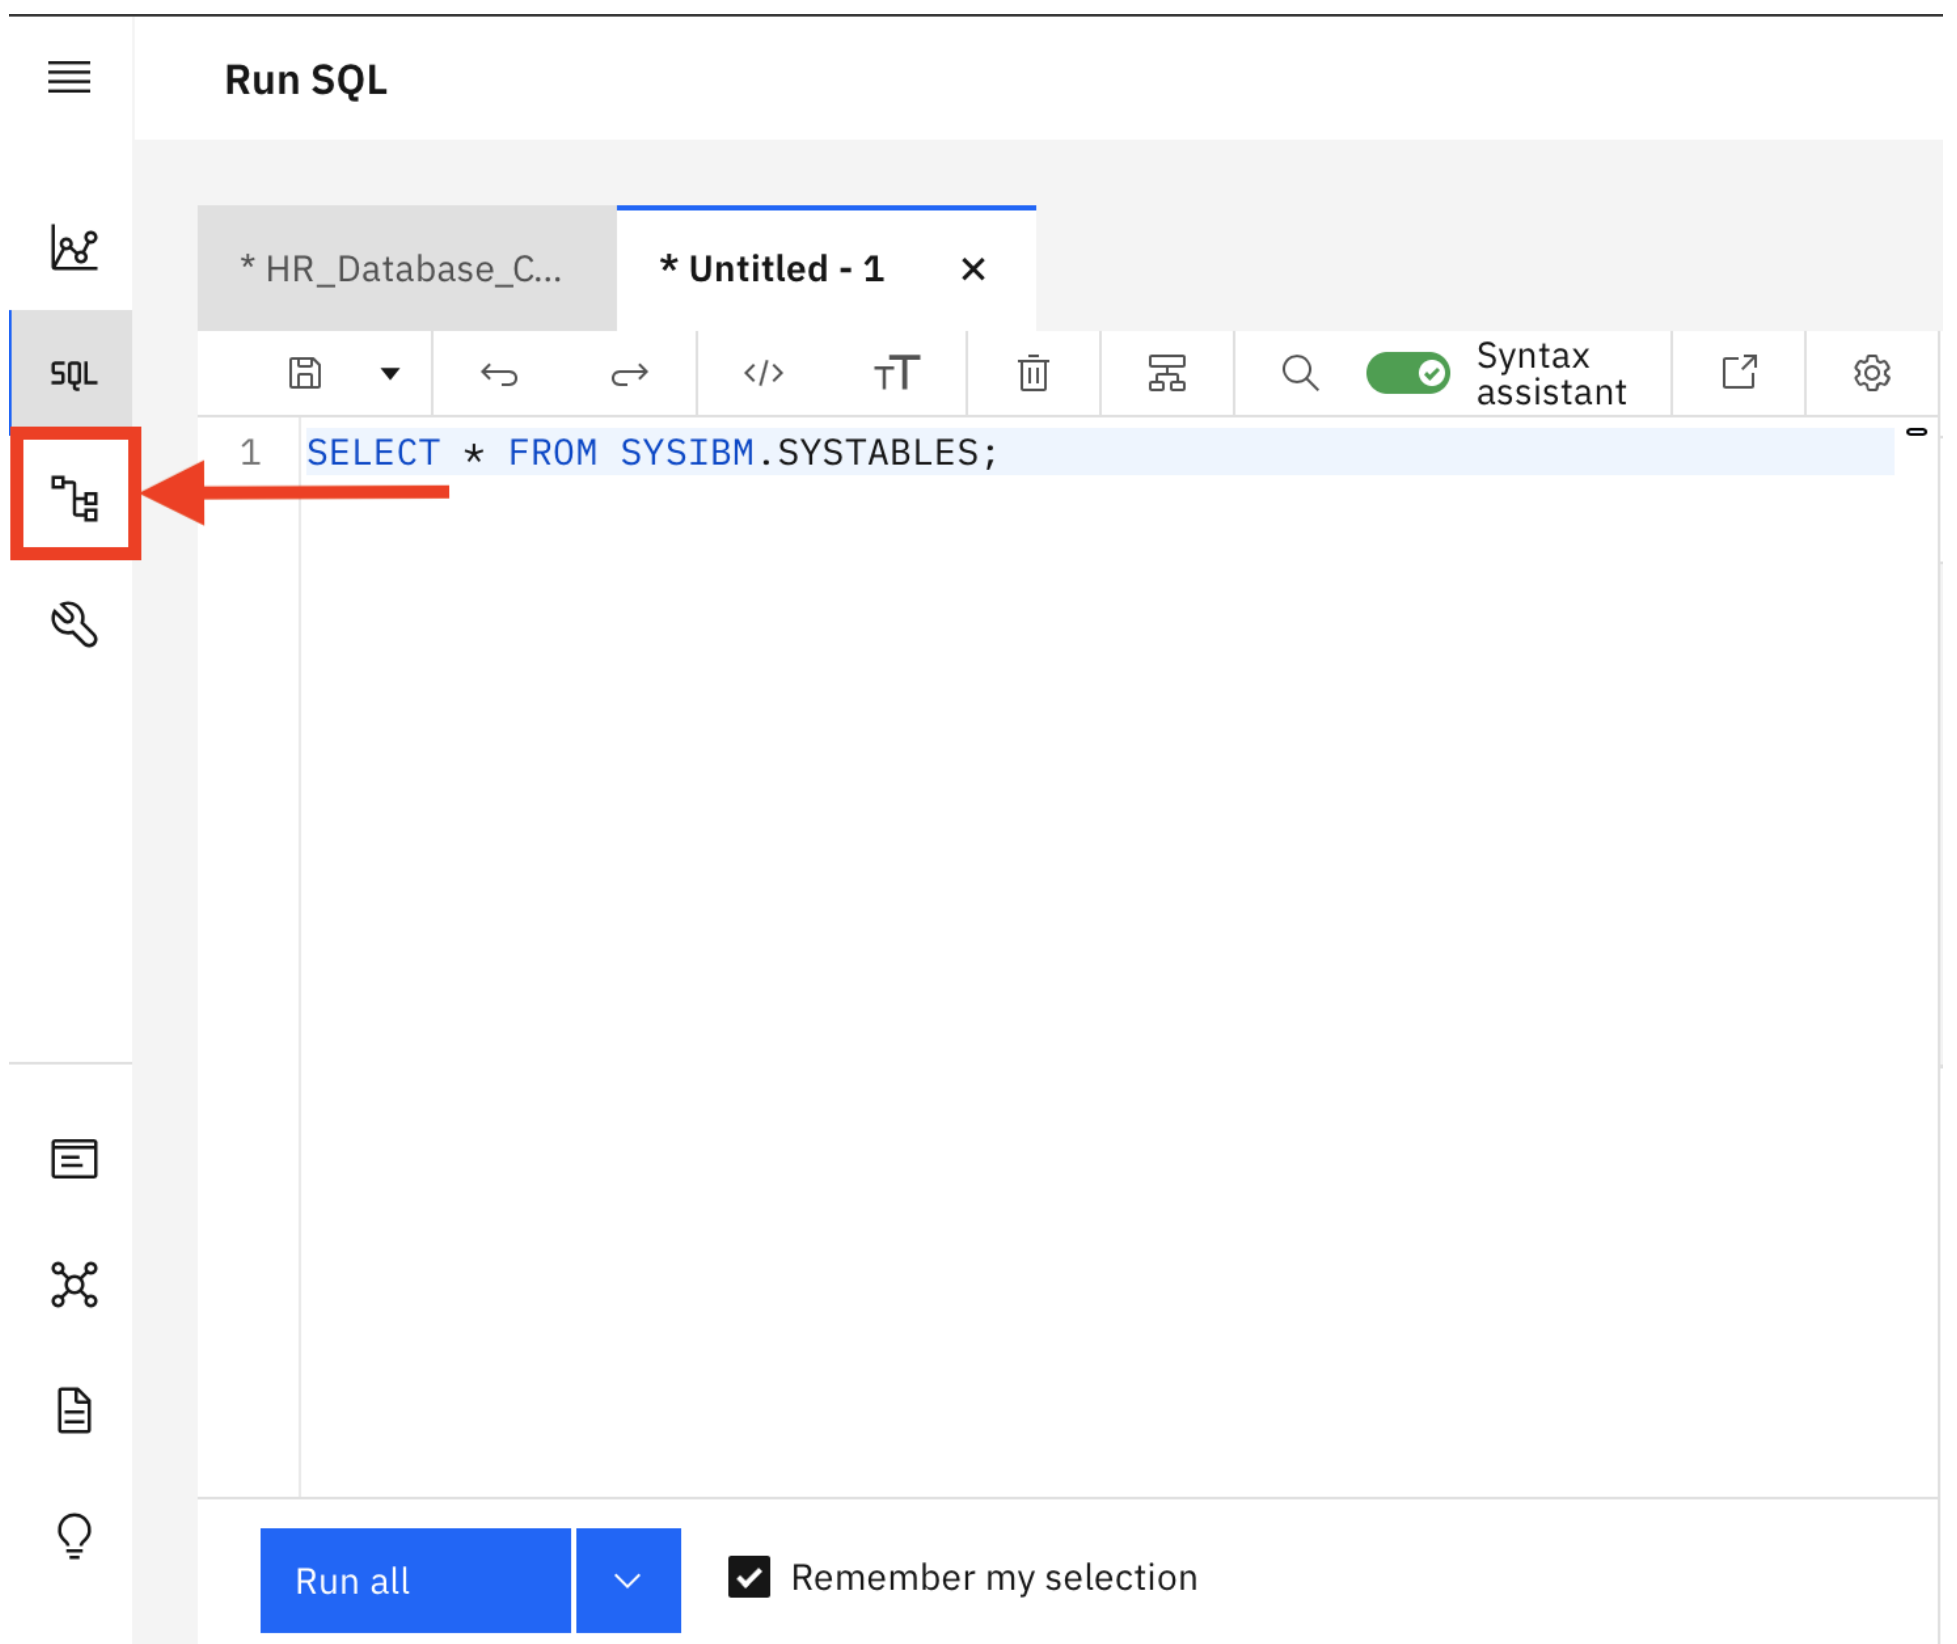 Run SQL
* HR_Database_C...
* Untitled - 1
SQL
Syntax
assistant
1
SELECT * FROM SYSIBM.SYSTABLES;
Run all
Remember my selection